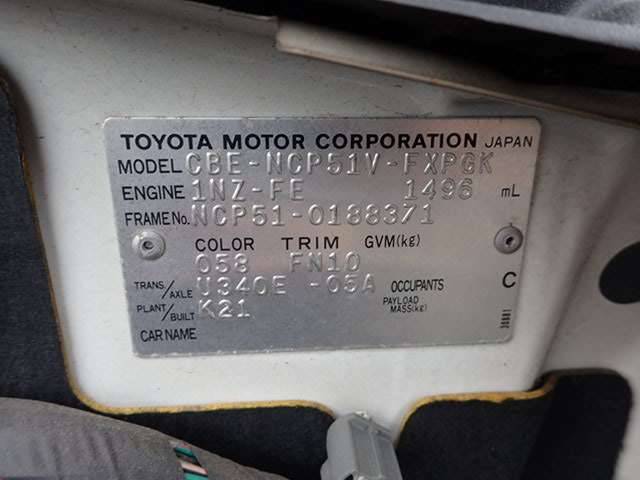 TOYOTA MOTOR CORPORATION JAPAN
MODEL CBE-NCP51V-FXPGK
ENGINE 1NZ-FE 1496 mL
FRAME No. NCP51-0188371
COLOR TRIM GVM(kg)
058 FN10
TRANS/AXLE U340E -05A OCCUPANTS C
PLANT/BUILT K21 PAYLOAD MASS(kg)
CAR NAME